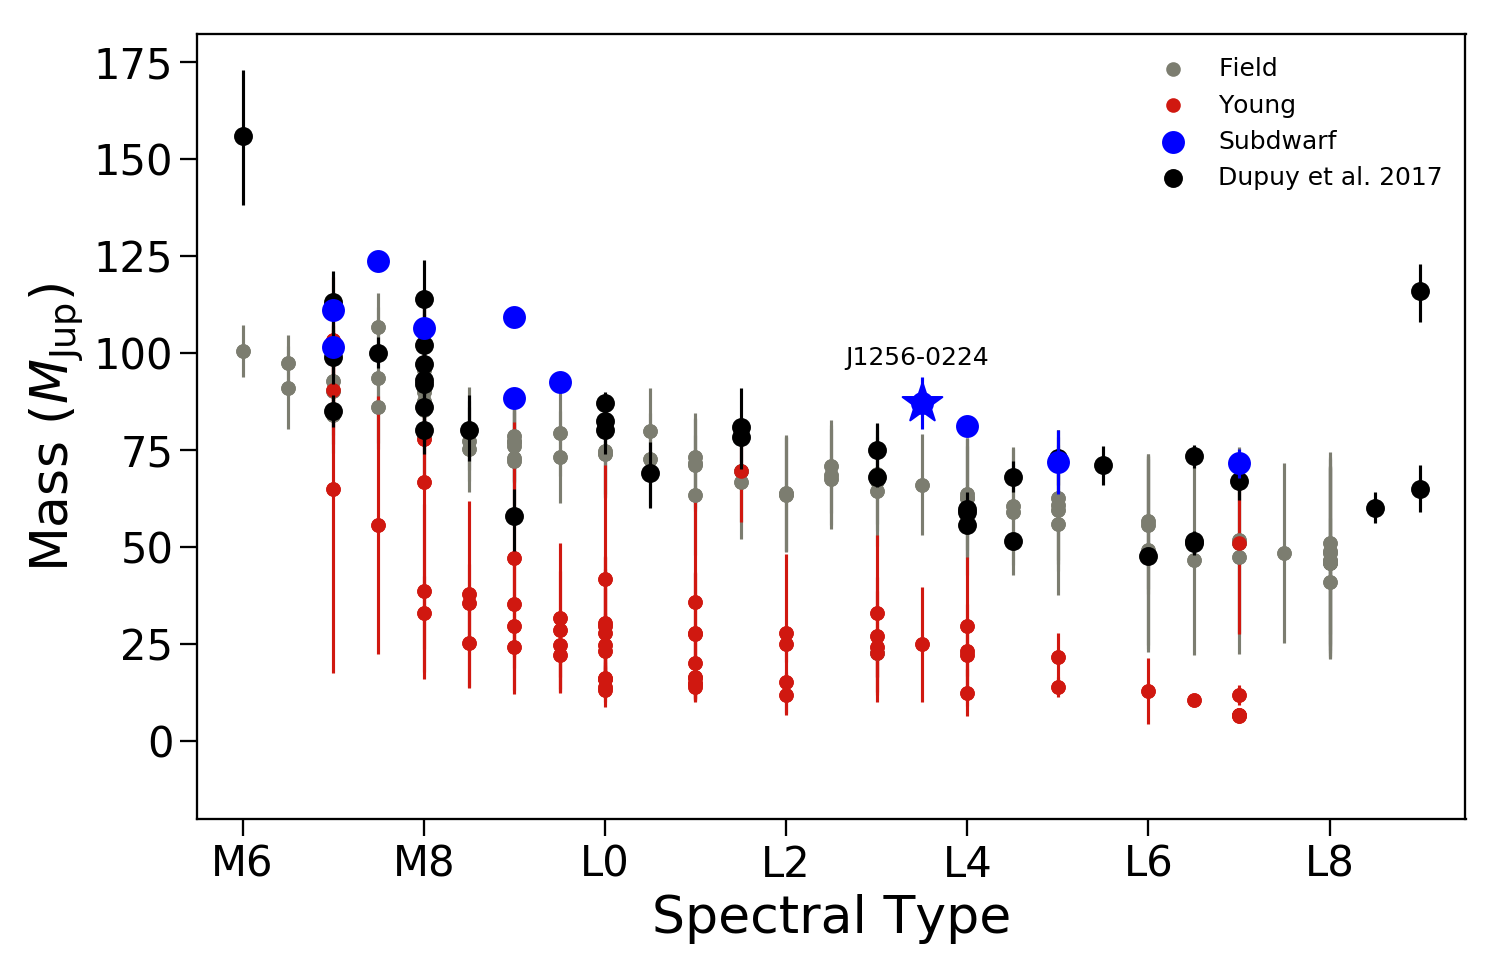 175
150
125
100
75
50
25
0
Mass (M_Jup)
Field
Young
Subdwarf
Dupuy et al. 2017
J1256-0224
M6 M8 L0 L2 L4 L6 L8
Spectral Type